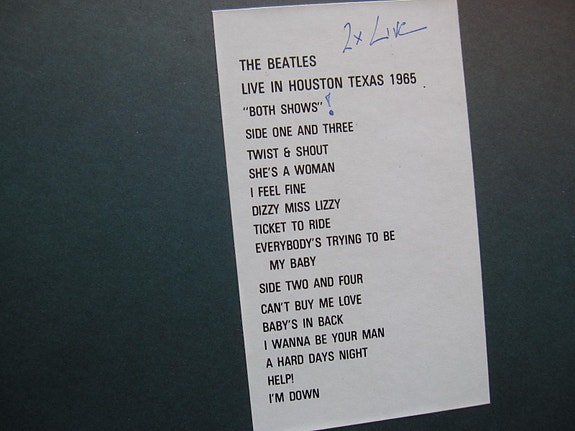 2x Live
THE BEATLES
LIVE IN HOUSTON TEXAS 1965
"BOTH SHOWS"!
SIDE ONE AND THREE
TWIST & SHOUT
SHE'S A WOMAN
I FEEL FINE
DIZZY MISS LIZZY
TICKET TO RIDE
EVERYBODY'S TRYING TO BE
MY BABY
SIDE TWO AND FOUR
CAN'T BUY ME LOVE
BABY'S IN BACK
I WANNA BE YOUR MAN
A HARD DAYS NIGHT
HELP!
I'M DOWN